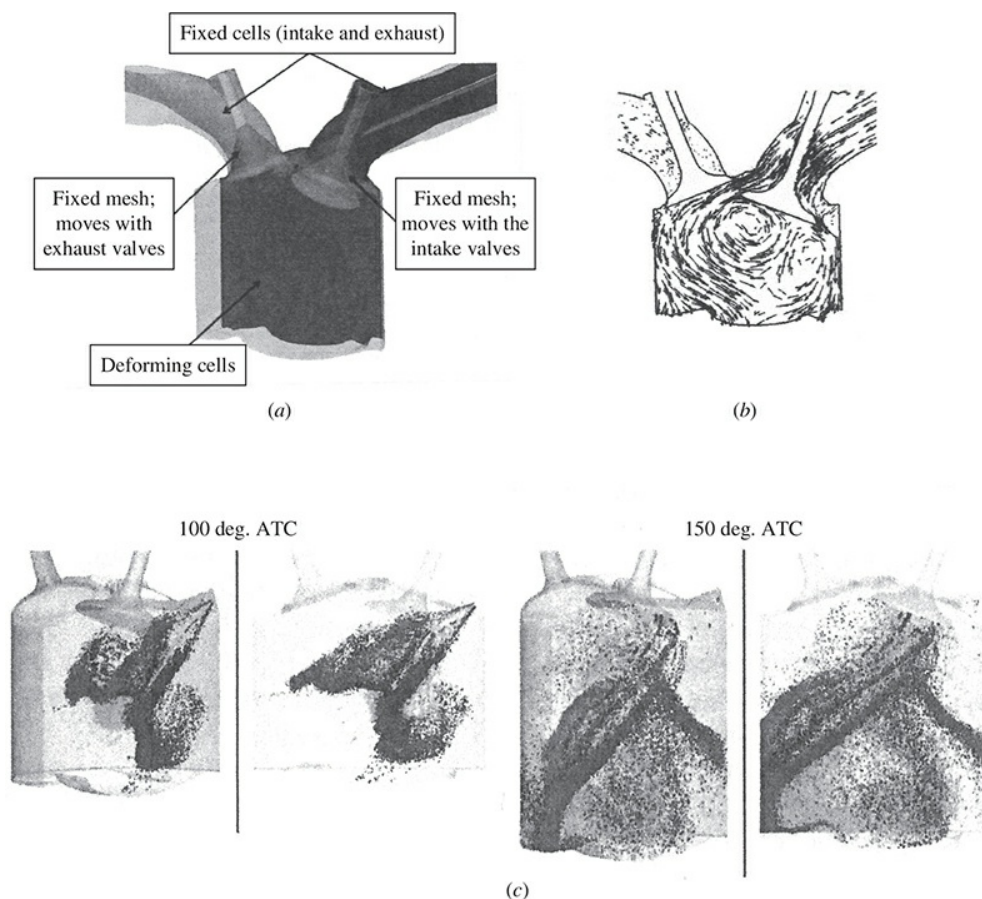 Fixed cells (intake and exhaust)
Fixed mesh;
moves with
exhaust valves
Fixed mesh;
moves with the
intake valves
Deforming cells
(a)
(b)
100 deg. ATC
150 deg. ATC
(c)